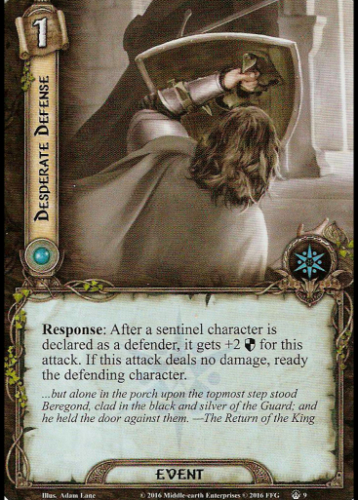 1
DESPERATE DEFENSE
Response: After a sentinel character is
declared as a defender, it gets +2 for this
attack. If this attack deals no damage, ready
the defending character.
...but alone in the porch upon the topmost step stood
Beregond, clad in the black and silver of the Guard; and
he held the door against them. —The Return of the King
EVENT
Illus. Adam Lane
© 2016 Middle-earth Enterprises © 2016 FFG
9